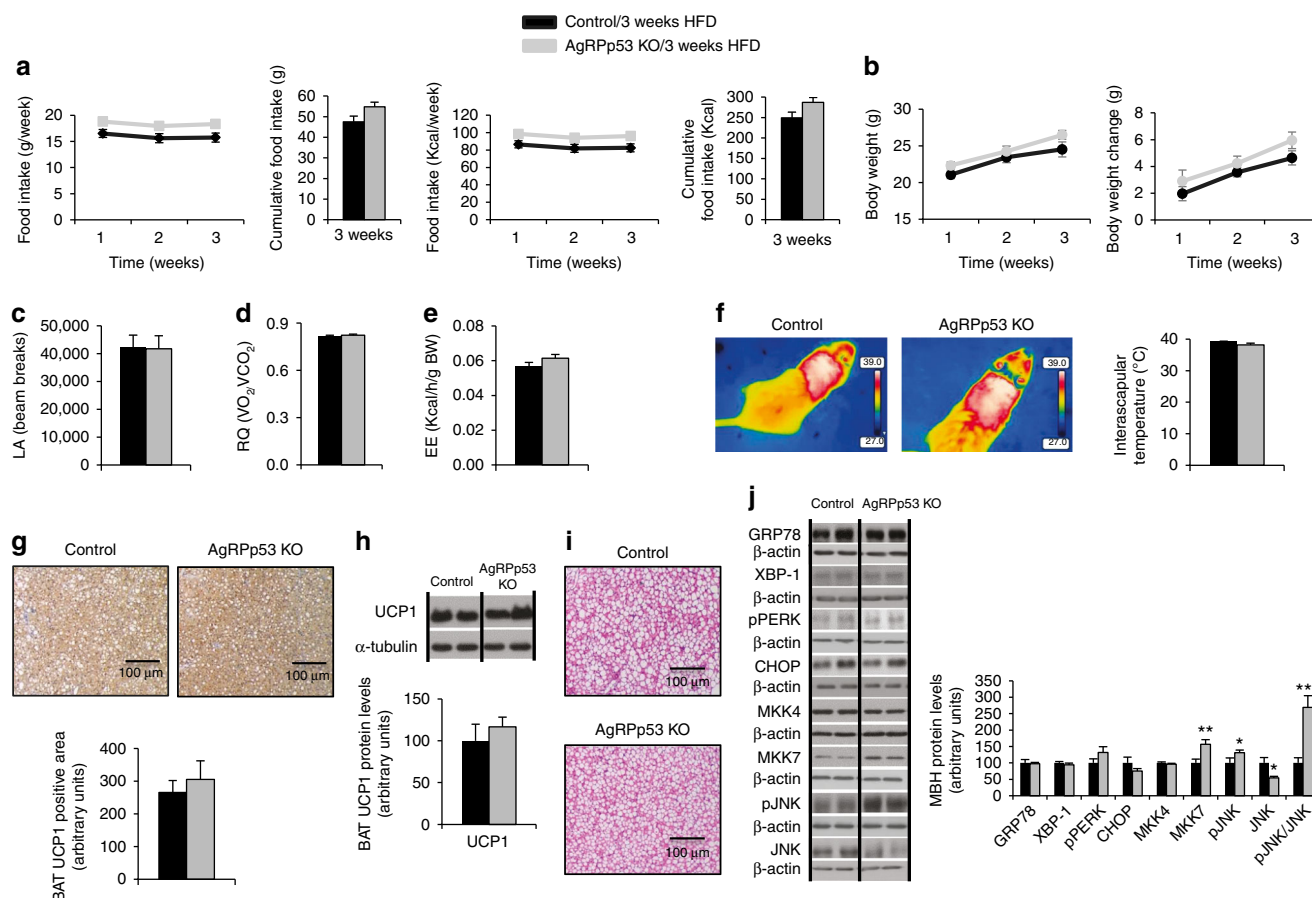 Control/3 weeks HFD
AgRPp53 KO/3 weeks HFD
a
Food intake (g/week)
20
15
10
5
0
1 2 3
Time (weeks)
Cumulative food intake (g)
60
50
40
30
20
10
0
3 weeks
Food intake (Kcal/week)
120
100
80
60
40
20
0
1 2 3
Time (weeks)
Cumulative
food intake (Kcal)
300
250
200
150
100
50
0
3 weeks
b
Body weight (g)
30
25
20
15
1 2 3
Time (weeks)
Body weight change (g)
8
6
4
2
0
1 2 3
Time (weeks)
c
LA (beam breaks)
50,000
40,000
30,000
20,000
10,000
0
d
RQ (VO2/VCO2)
0.9
0.6
0.3
0.0
e
EE (Kcal/h/g BW)
0.08
0.06
0.04
0.02
0.00
f
Control
AgRPp53 KO
39.0
27.0
39.0
27.0
Interascapular
temperature (°C)
40
30
20
10
0
g
Control
AgRPp53 KO
100 μm
100 μm
BAT UCP1 positive area
(arbitrary units)
400
300
200
100
0
h
Control
AgRPp53
KO
UCP1
α-tubulin
BAT UCP1 protein levels
(arbitrary units)
150
100
50
0
UCP1
i
Control
100 μm
AgRPp53 KO
100 μm
j
Control AgRPp53 KO
GRP78
β-actin
XBP-1
β-actin
pPERK
β-actin
CHOP
β-actin
MKK4
β-actin
MKK7
β-actin
pJNK
β-actin
JNK
β-actin
MBH protein levels
(arbitrary units)
350
300
250
200
150
100
50
0
** * * **
GRP78 XBP-1 pPERK CHOP MKK4 MKK7 pJNK JNK pJNK/JNK